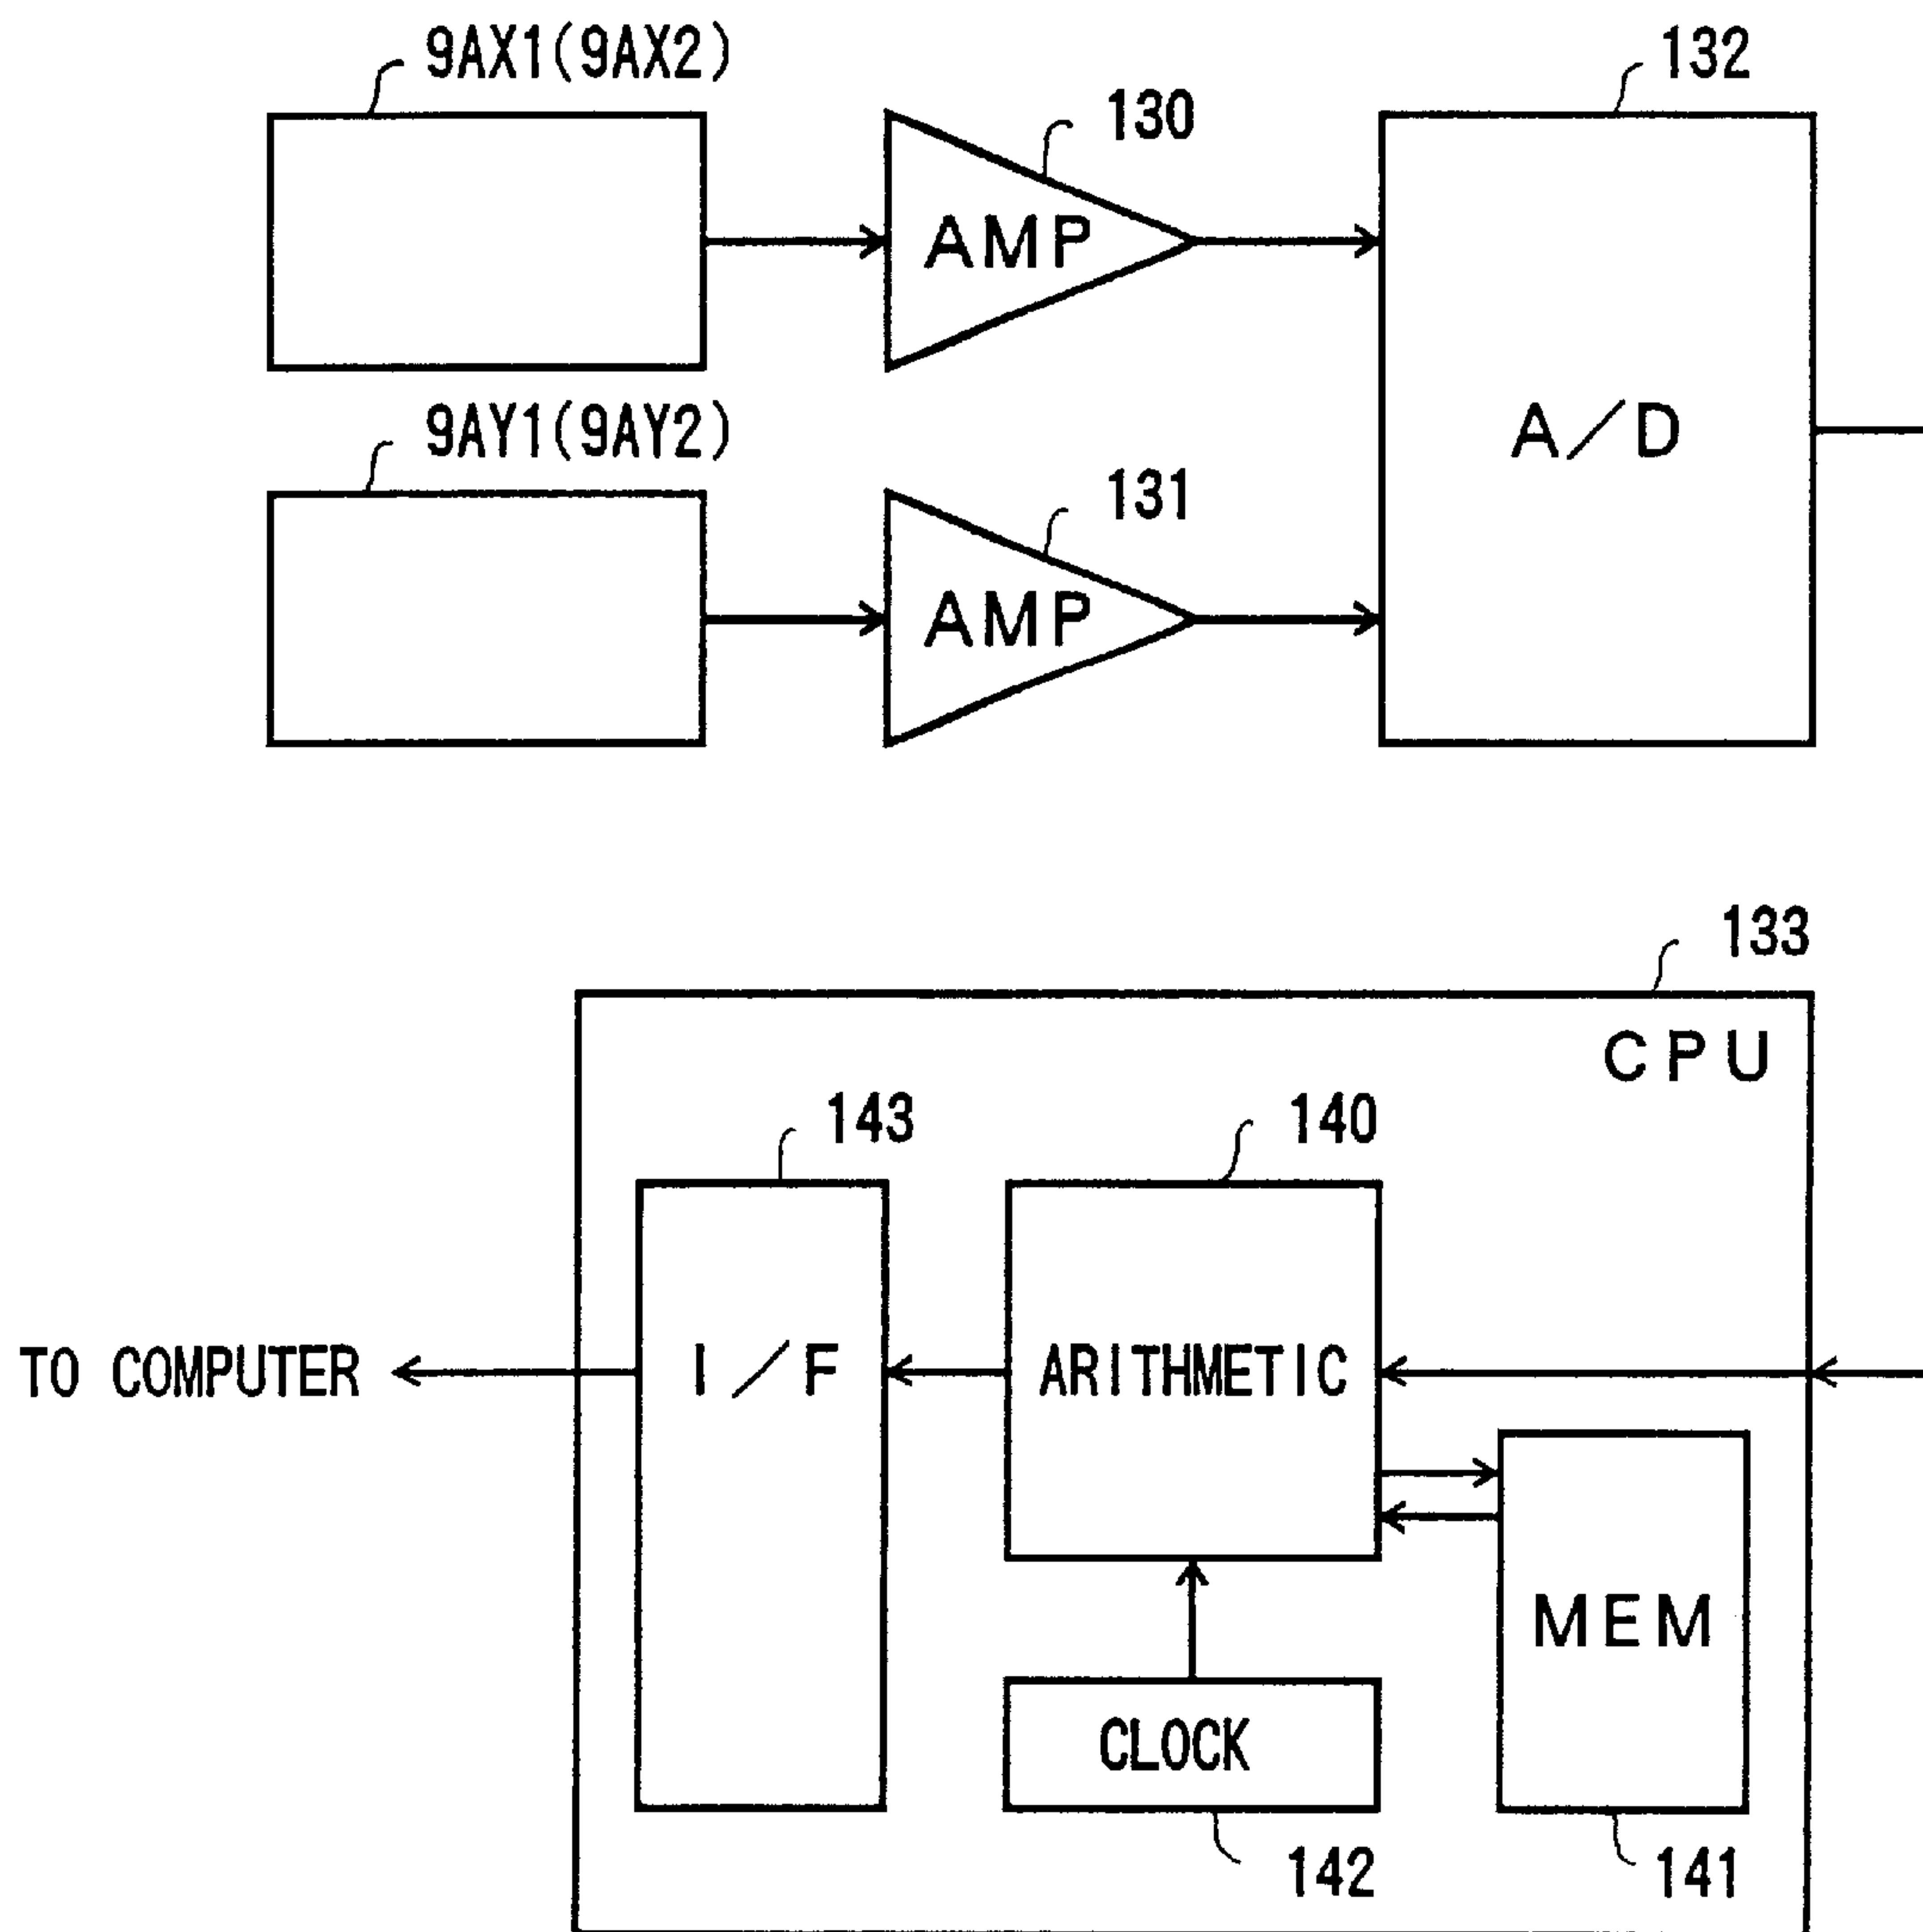 9AX1(9AX2)
132
130
AMP
9AY1(9AY2)
A/D
131
AMP
133
CPU
143
140
TO COMPUTER
I/F
ARITHMETIC
MEM
CLOCK
142
141